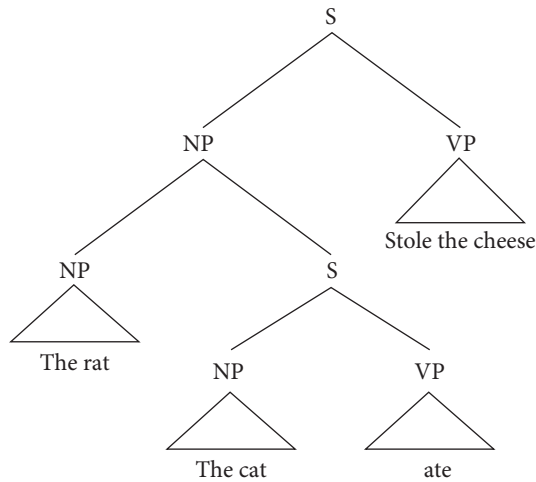 S
NP VP
Stole the cheese
NP S
The rat
NP VP
The cat ate